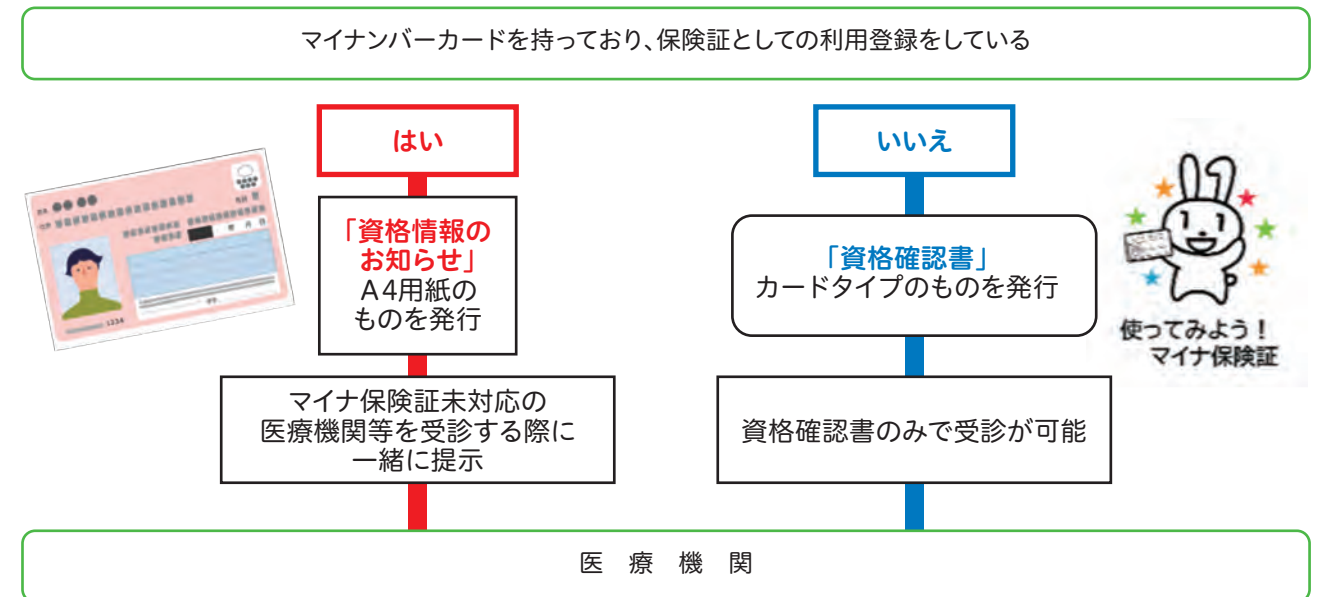 マイナンバーカードを持っており、保険証としての利用登録をしている
はい
いいえ
「資格情報の
お知らせ」
A4用紙の
ものを発行
「資格確認書」
カードタイプのものを発行
使ってみよう！
マイナ保険証
マイナ保険証未対応の
医療機関等を受診する際に
一緒に提示
資格確認書のみで受診が可能
医 療 機 関
1234